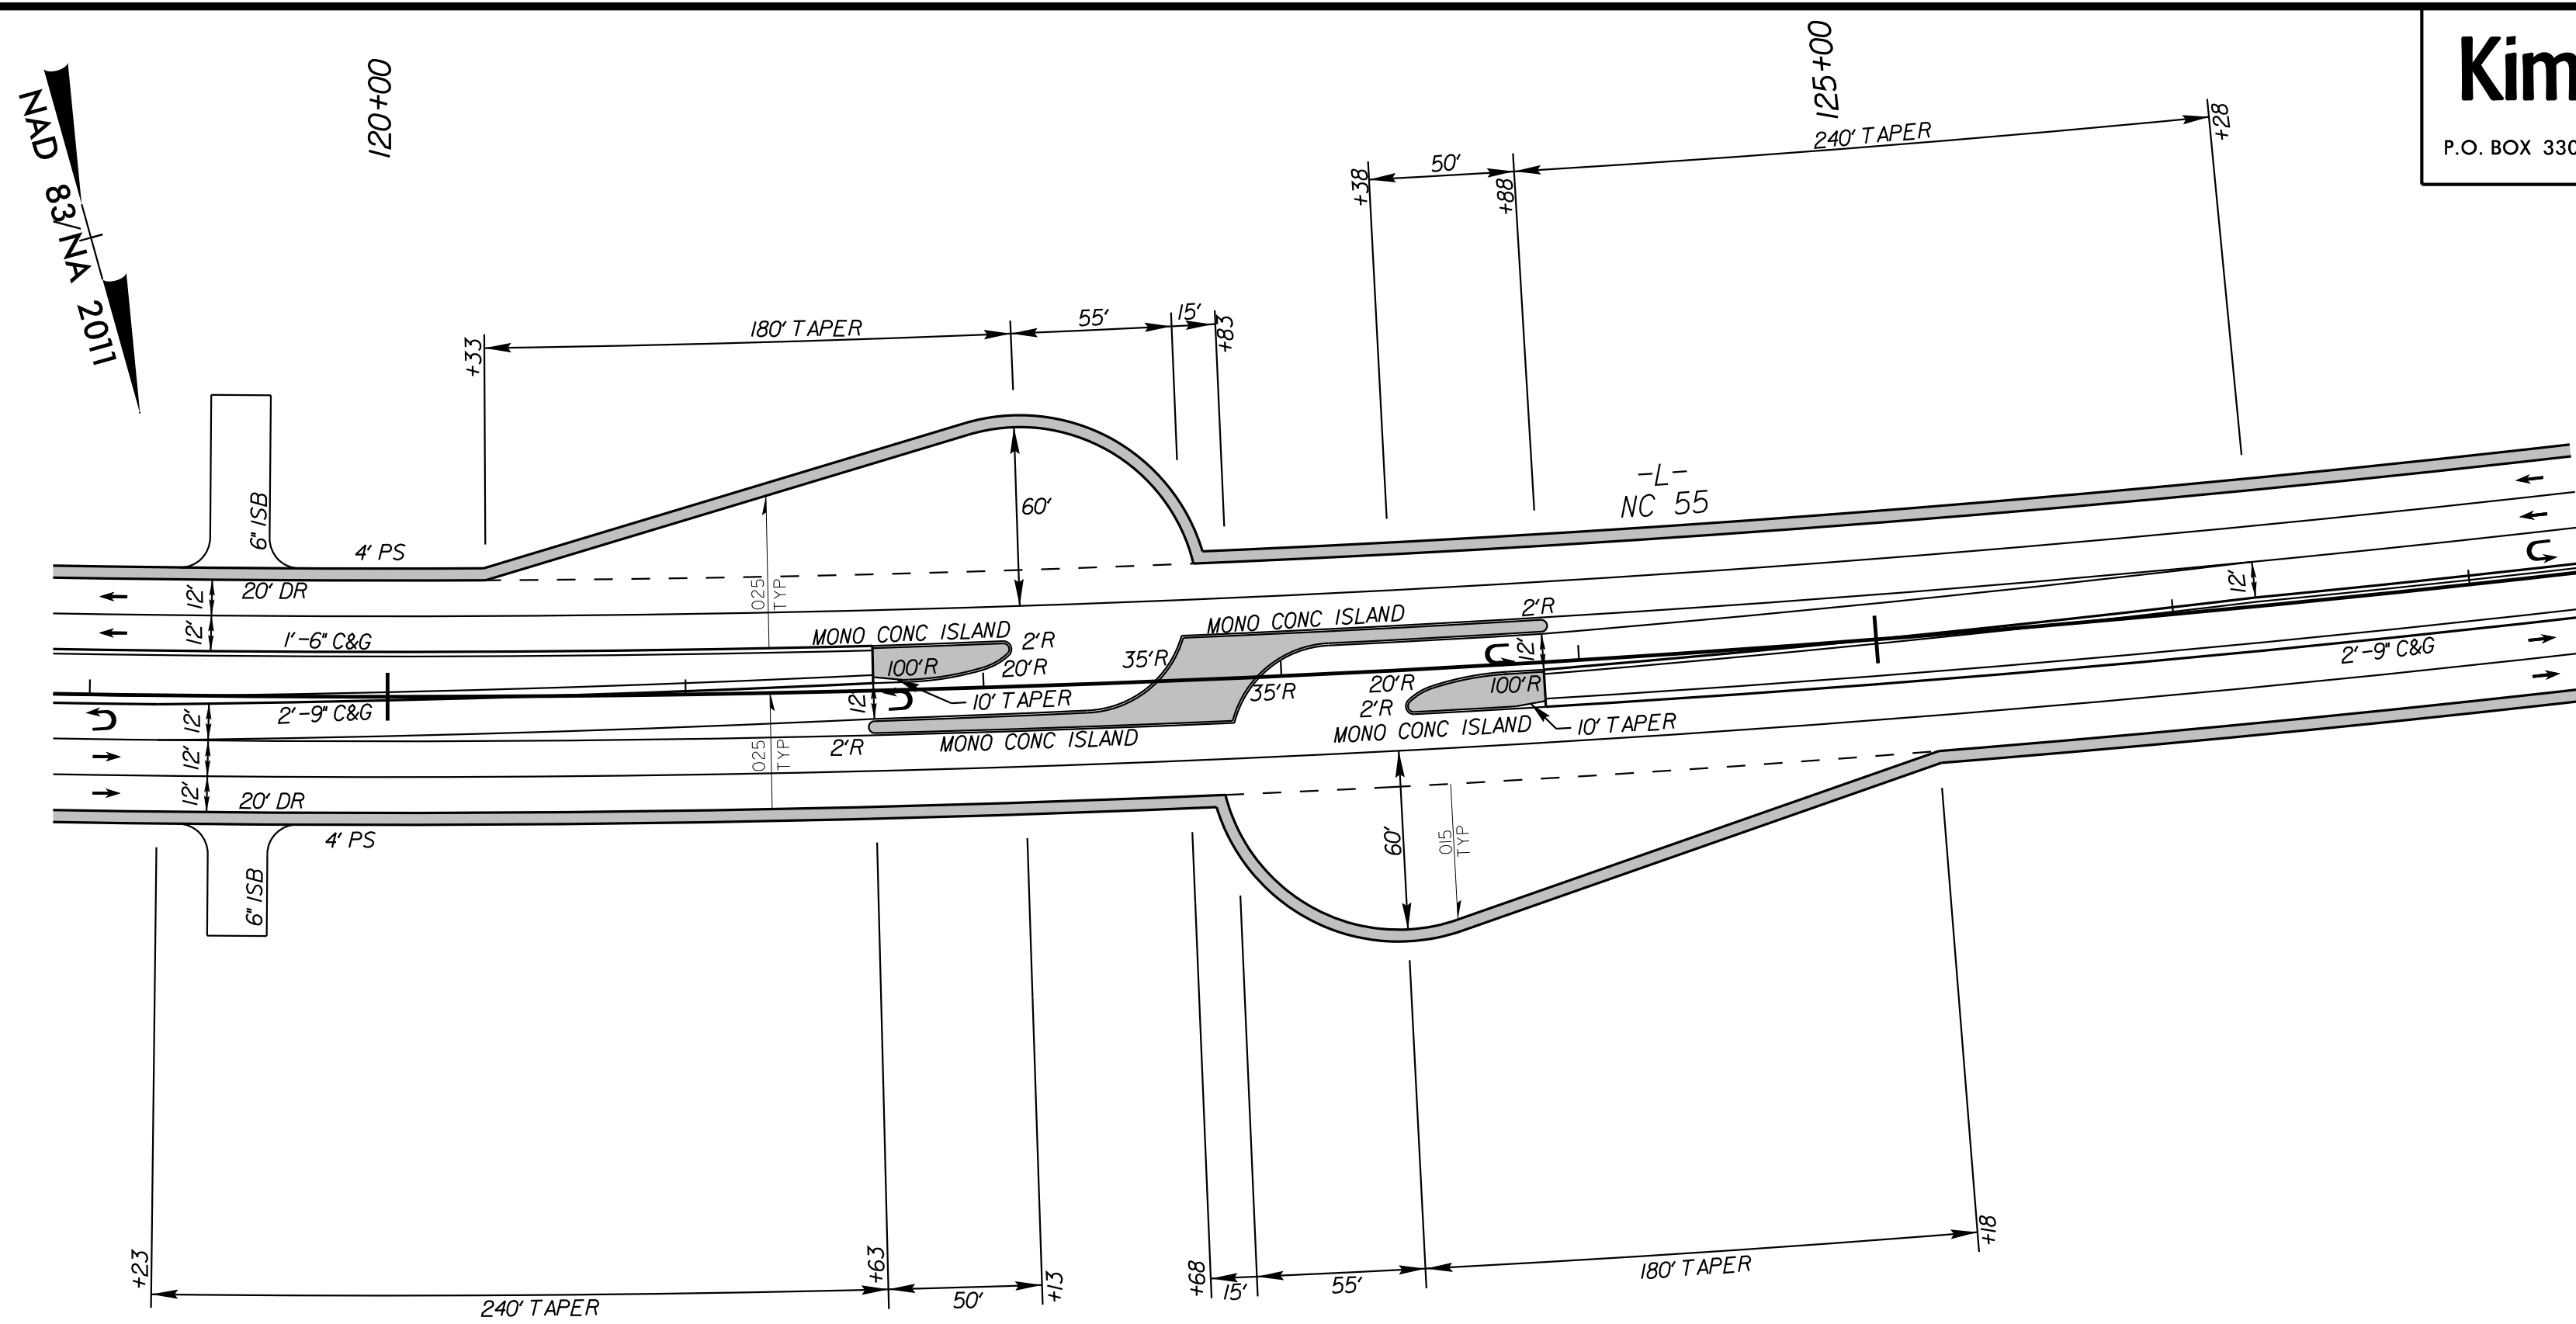 120+00
125+00
Kim
P.O. BOX 330
NAD 83/NA 2011
240' TAPER
+28
50'
+38
+88
180' TAPER
55'
15'
+33
+83
-L-
NC 55
60'
6" ISB
4' PS
20' DR
12'
12'
025
TYP
12'
1'-6" C&G
MONO CONC ISLAND
2'R
100'R
20'R
10' TAPER
35'R
MONO CONC ISLAND
2'R
12'
2'-9" C&G
12'
2'-9" C&G
12'
12'
12'
12'
025
TYP
2'R
MONO CONC ISLAND
35'R
20'R
100'R
2'R
MONO CONC ISLAND
10' TAPER
20' DR
4' PS
6" ISB
60'
015
TYP
+23
+63
+13
+68
+18
240' TAPER
50'
15'
55'
180' TAPER